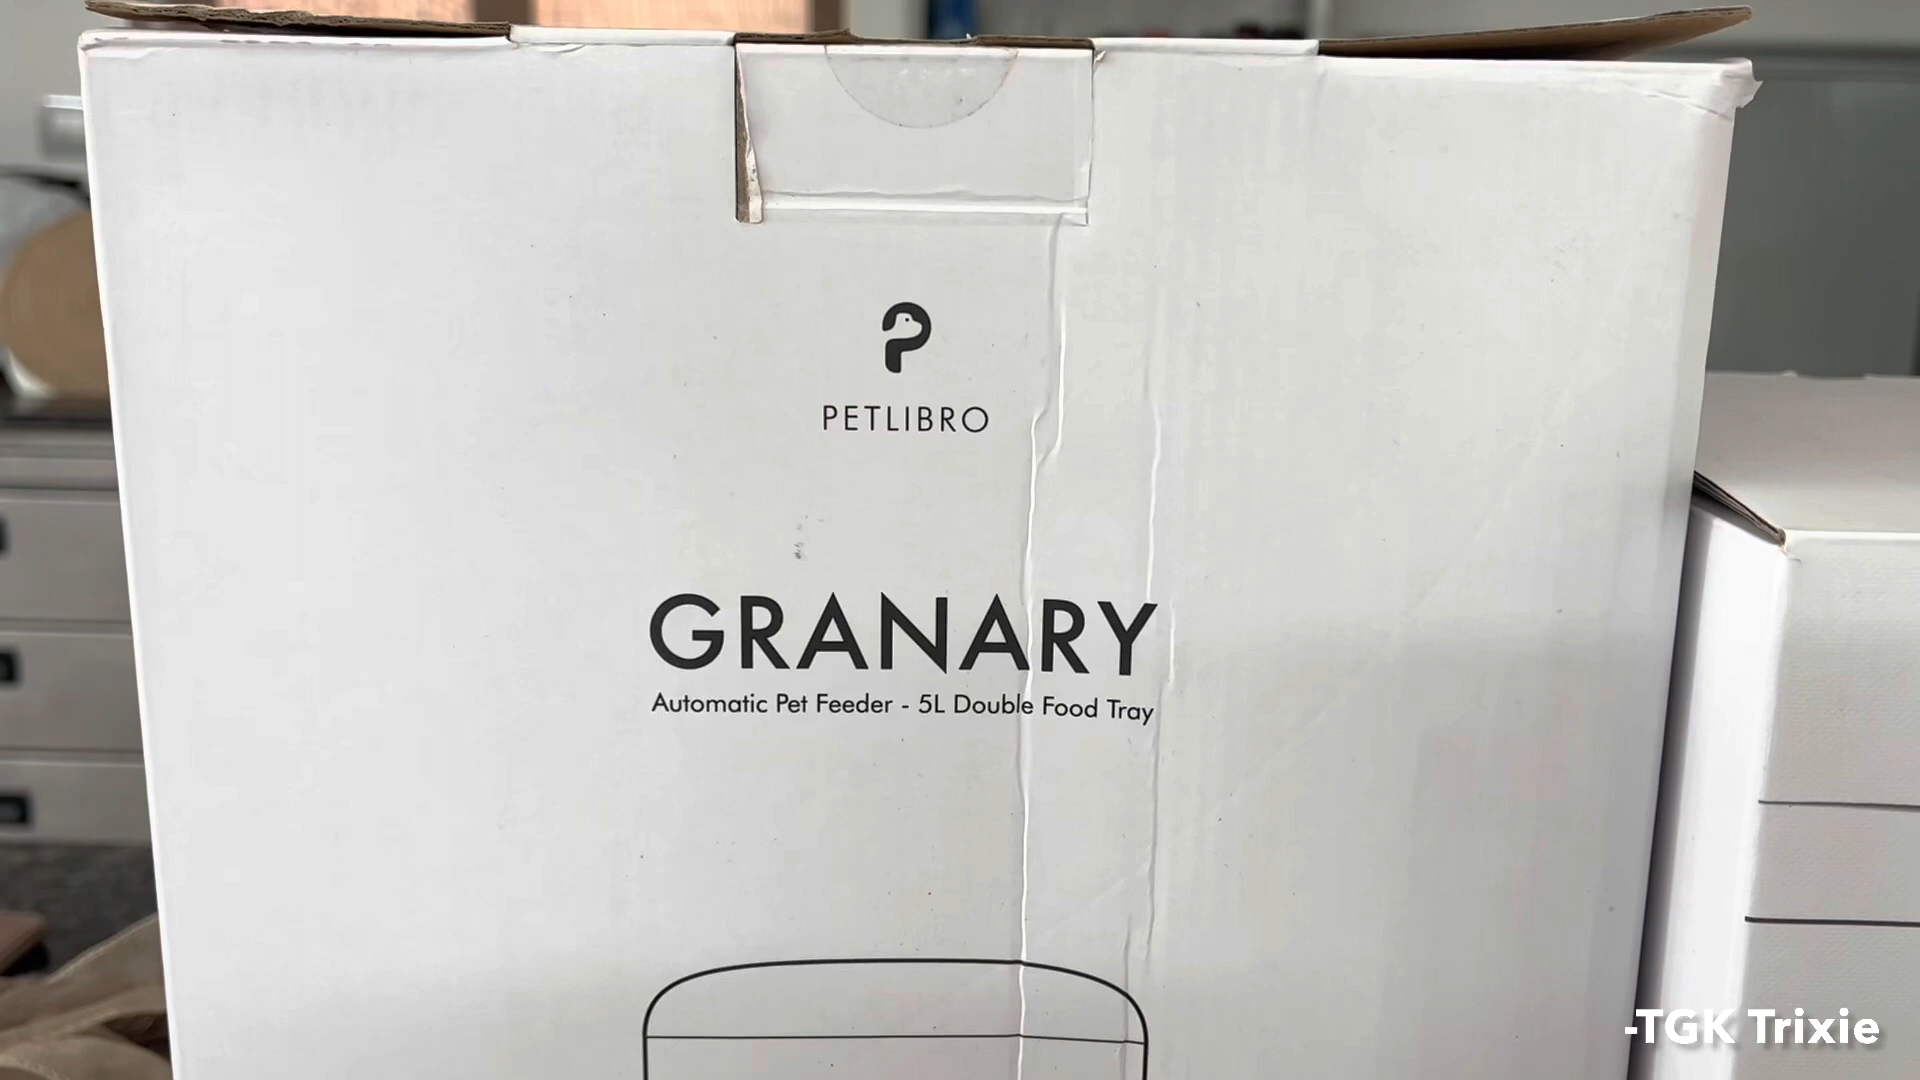 PETLIBRO
GRANARY
Automatic Pet Feeder - 5L Double Food Tray
-TGK Trixie